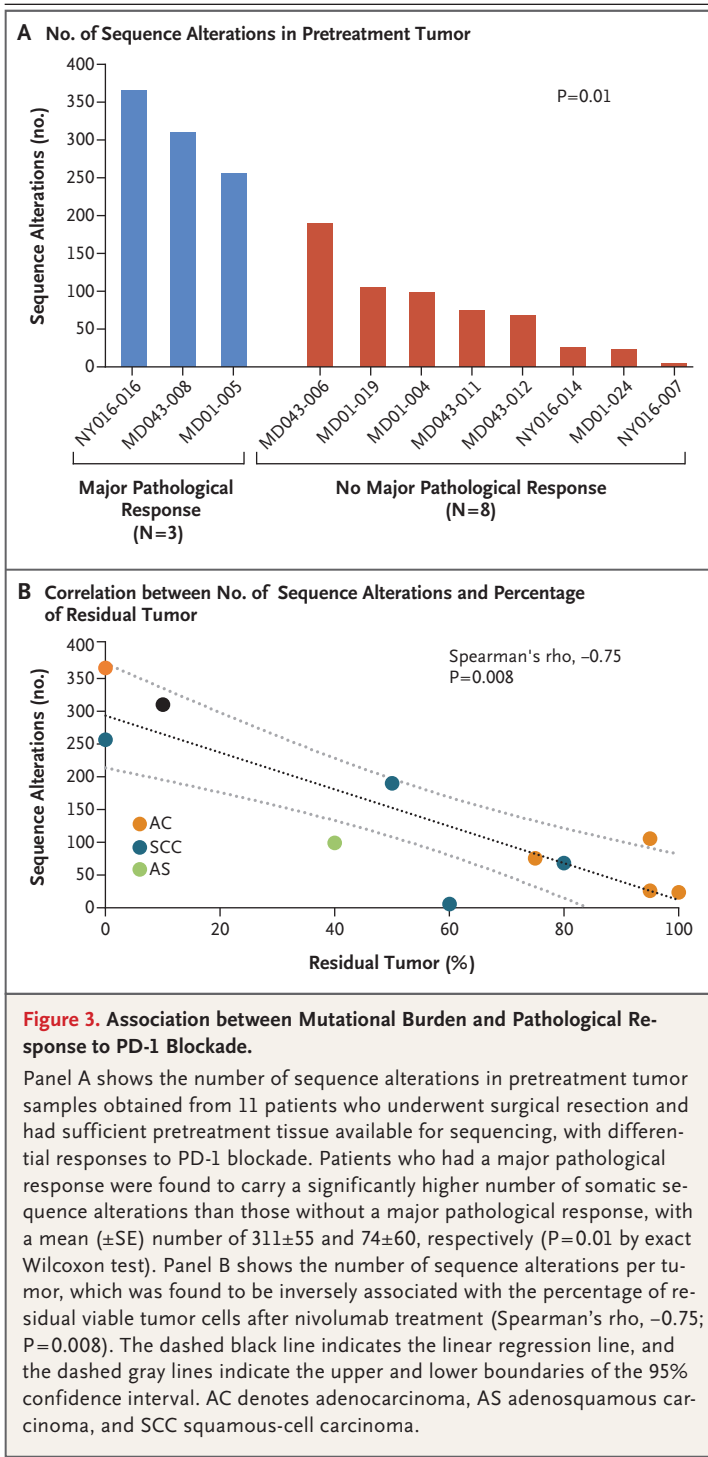 A No. of Sequence Alterations in Pretreatment Tumor
400
350
300
250
200
150
100
50
0
Sequence Alterations (no.)
P=0.01
NY016-016
MD043-008
MD01-005
MD043-006
MD01-019
MD01-004
MD043-011
MD043-012
NY016-014
MD01-024
NY016-007
Major Pathological
Response
(N=3)
No Major Pathological Response
(N=8)
B Correlation between No. of Sequence Alterations and Percentage
of Residual Tumor
400
350
300
250
200
150
100
50
0
Sequence Alterations (no.)
Spearman's rho, –0.75
P=0.008
AC
SCC
AS
0
20
40
60
80
100
Residual Tumor (%)
Figure 3. Association between Mutational Burden and Pathological Re-
sponse to PD-1 Blockade.
Panel A shows the number of sequence alterations in pretreatment tumor
samples obtained from 11 patients who underwent surgical resection and
had sufficient pretreatment tissue available for sequencing, with differen-
tial responses to PD-1 blockade. Patients who had a major pathological
response were found to carry a significantly higher number of somatic se-
quence alterations than those without a major pathological response, with
a mean (±SE) number of 311±55 and 74±60, respectively (P=0.01 by exact
Wilcoxon test). Panel B shows the number of sequence alterations per tu-
mor, which was found to be inversely associated with the percentage of re-
sidual viable tumor cells after nivolumab treatment (Spearman's rho, –0.75;
P=0.008). The dashed black line indicates the linear regression line, and
the dashed gray lines indicate the upper and lower boundaries of the 95%
confidence interval. AC denotes adenocarcinoma, AS adenosquamous car-
cinoma, and SCC squamous-cell carcinoma.